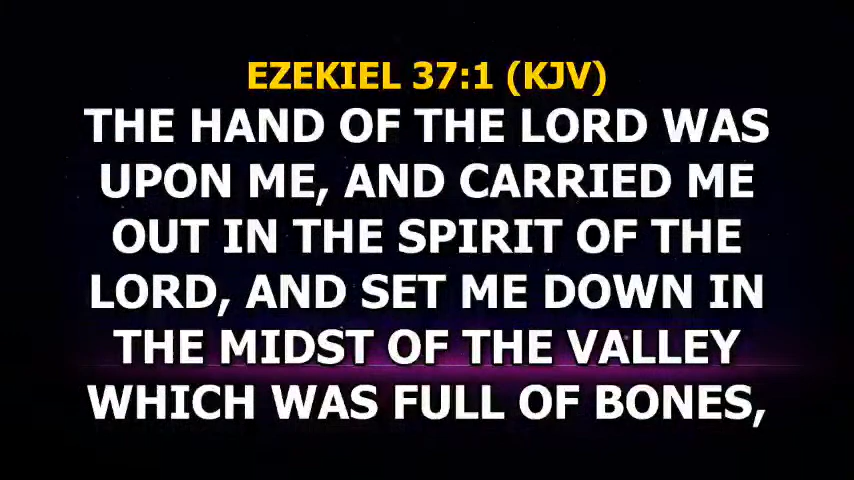 EZEKIEL 37:1 (KJV)
THE HAND OF THE LORD WAS
UPON ME, AND CARRIED ME
OUT IN THE SPIRIT OF THE
LORD, AND SET ME DOWN IN
THE MIDST OF THE VALLEY
WHICH WAS FULL OF BONES,